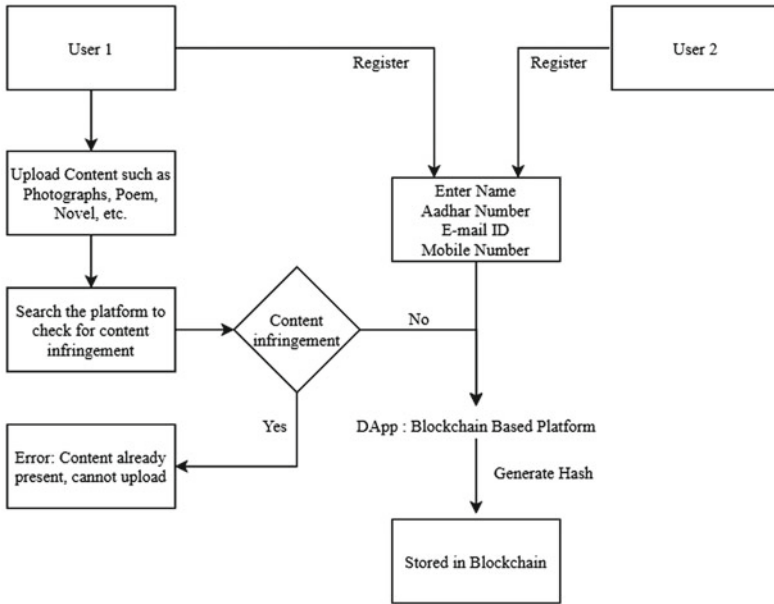 User 1
User 2
Register
Register
Upload Content such as
Photographs, Poem,
Novel, etc.
Enter Name
Aadhar Number
E-mail ID
Mobile Number
Search the platform to
check for content
infringement
Content
infringement
No
Yes
DApp : Blockchain Based Platform
Error: Content already
present, cannot upload
Generate Hash
Stored in Blockchain